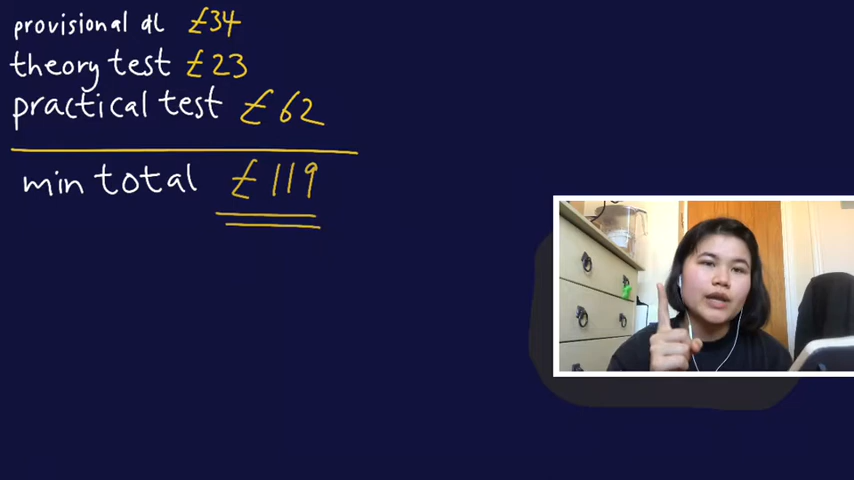 provisional dl £34
theory test £23
practical test £62
min total £119